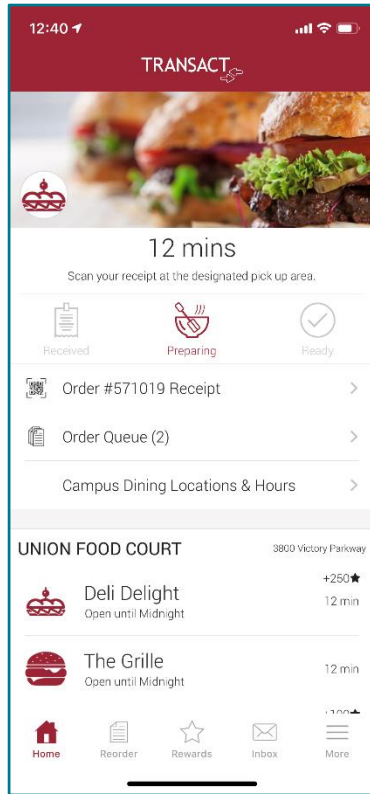 12:40
TRANSACT
12 mins
Scan your receipt at the designated pick up area.
Received Preparing Ready
Order #571019 Receipt
Order Queue (2)
Campus Dining Locations & Hours
UNION FOOD COURT 3800 Victory Parkway
+250★
Deli Delight 12 min
Open until Midnight
The Grille 12 min
Open until Midnight
+100★
Home Reorder Rewards Inbox More